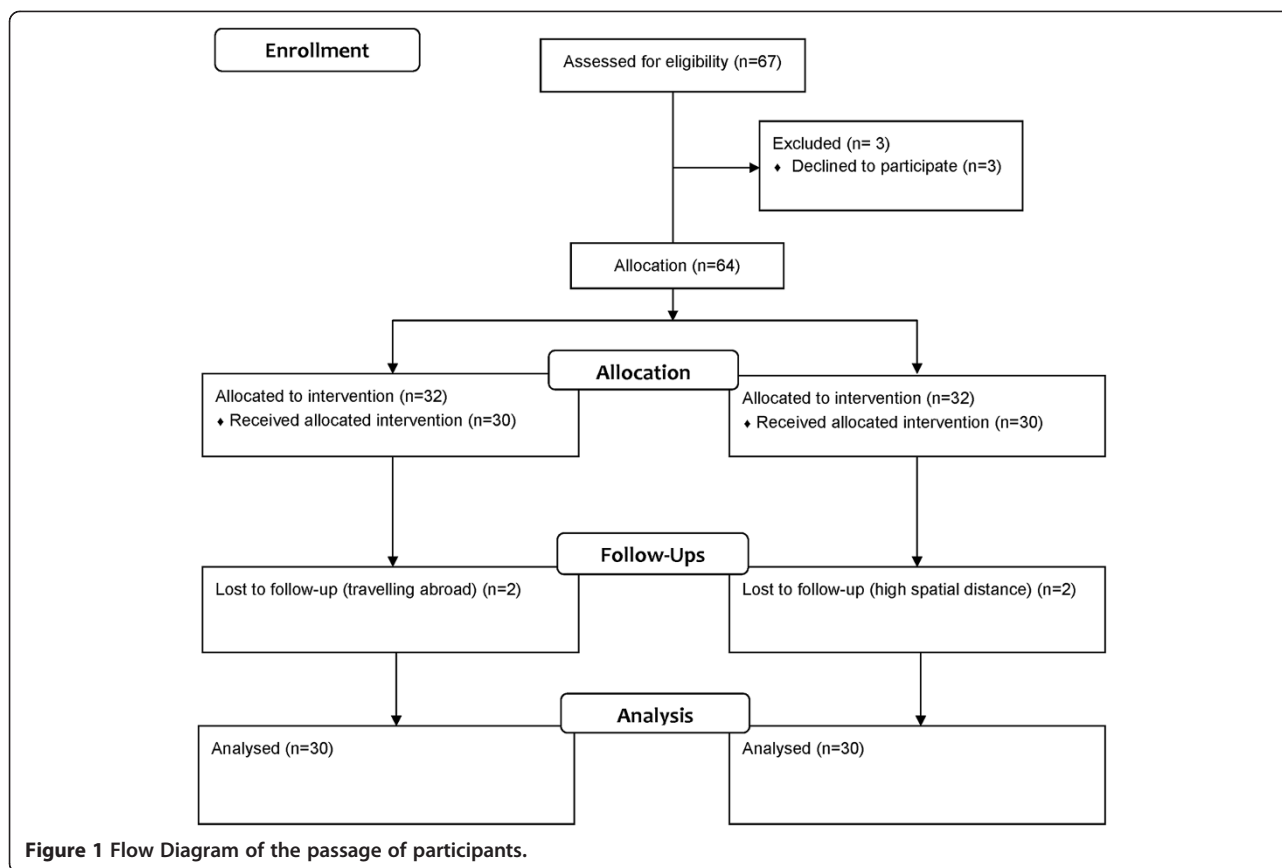 Enrollment
Assessed for eligibility (n=67)
Excluded (n= 3)
♦ Declined to participate (n=3)
Allocation (n=64)
Allocation
Allocated to intervention (n=32)
♦ Received allocated intervention (n=30)
Allocated to intervention (n=32)
♦ Received allocated intervention (n=30)
Follow-Ups
Lost to follow-up (travelling abroad) (n=2)
Lost to follow-up (high spatial distance) (n=2)
Analysis
Analysed (n=30)
Analysed (n=30)
Figure 1 Flow Diagram of the passage of participants.